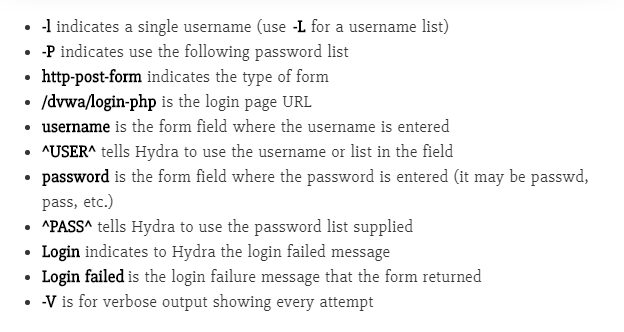 -l indicates a single username (use -L for a username list)
-P indicates use the following password list
http-post-form indicates the type of form
/dvwa/login-php is the login page URL
username is the form field where the username is entered
^USER^ tells Hydra to use the username or list in the field
password is the form field where the password is entered (it may be passwd,
pass, etc.)
^PASS^ tells Hydra to use the password list supplied
Login indicates to Hydra the login failed message
Login failed is the login failure message that the form returned
-V is for verbose output showing every attempt